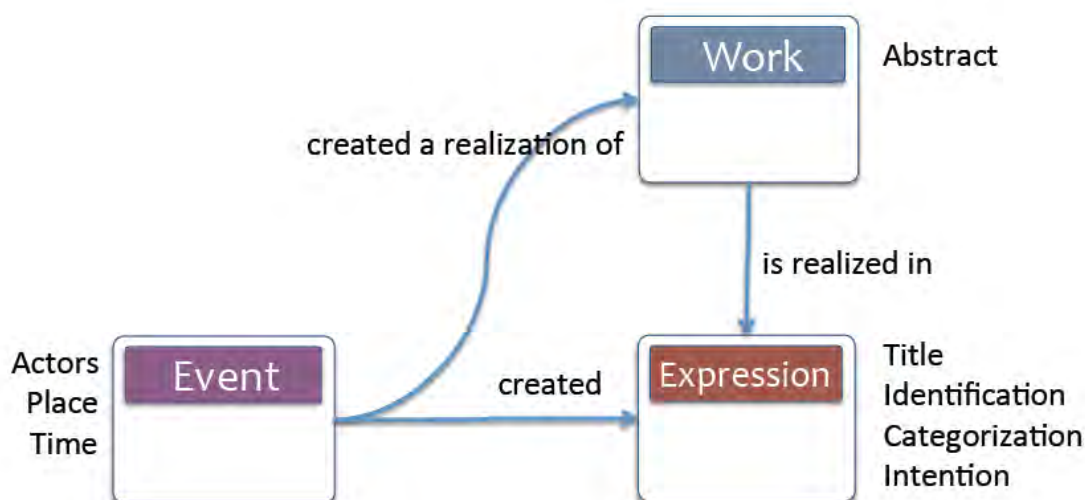 Work
Abstract
created a realization of
is realized in
Actors
Place
Time
Event
created
Expression
Title
Identification
Categorization
Intention